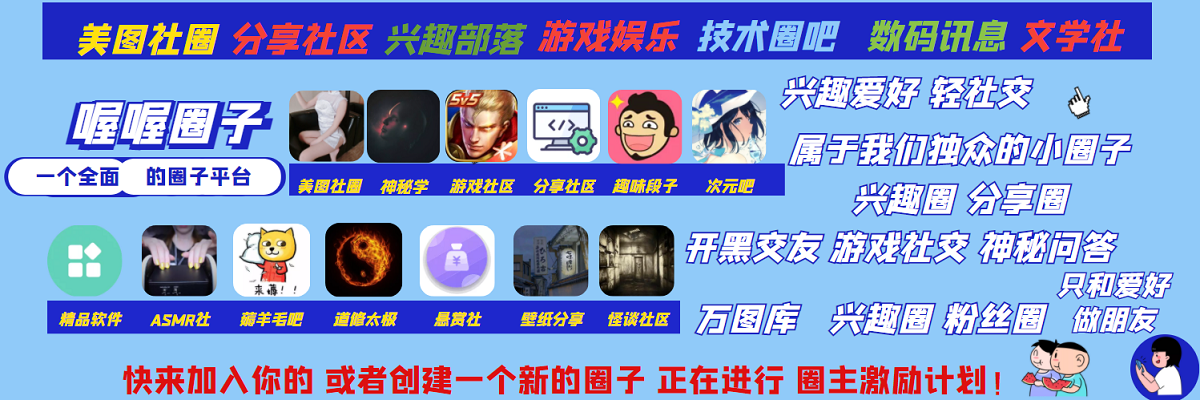 美图社圈 分享社区 兴趣部落 游戏娱乐 技术圈吧 数码讯息 文学社
喔喔圈子
一个全面 的圈子平台
5v5
美图社圈 神秘学 游戏社区 分享社区 趣味段子 次元吧
兴趣爱好 轻社交
属于我们独众的小圈子
兴趣圈 分享圈
开黑交友 游戏社交 神秘问答
只和爱好
做朋友
万图库 兴趣圈 粉丝圈
来薅!!
精品软件 ASMR社 薅羊毛吧 道修太极 悬赏社 壁纸分享 怪谈社区
快来加入你的 或者创建一个新的圈子 正在进行 圈主激励计划!